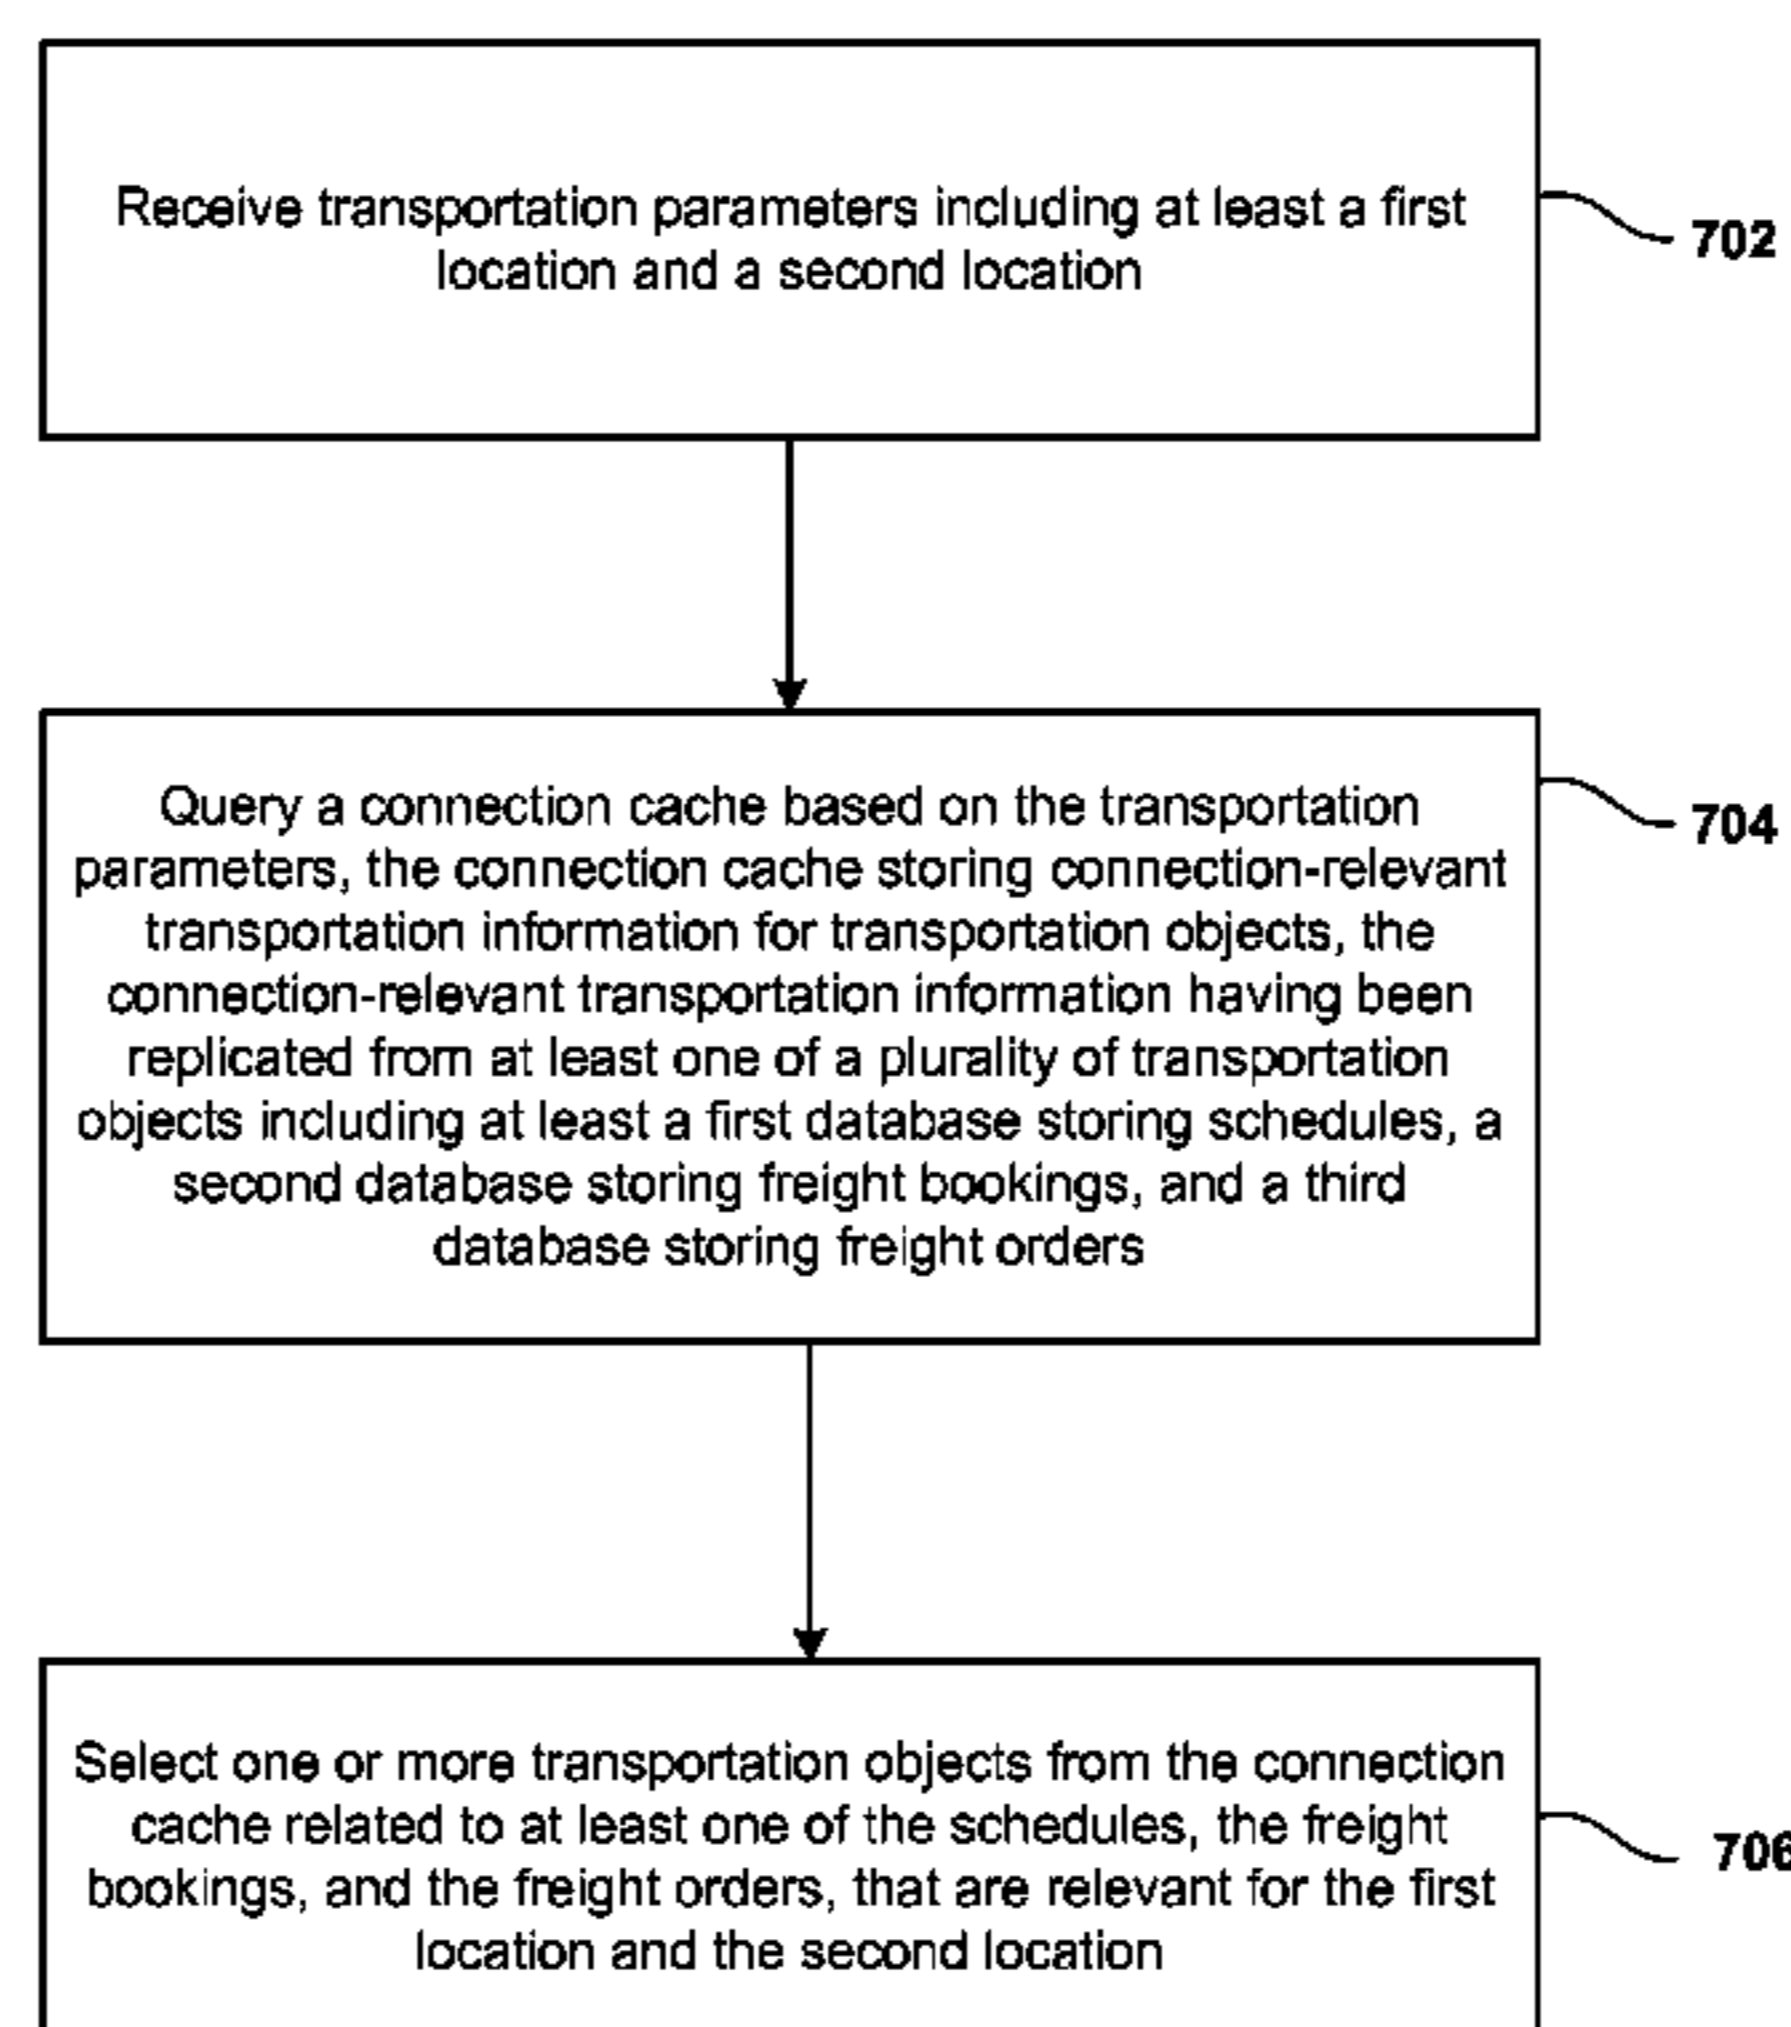 Receive transportation parameters including at least a first
location and a second location
702
Query a connection cache based on the transportation
parameters, the connection cache storing connection-relevant
transportation information for transportation objects, the
connection-relevant transportation information having been
replicated from at least one of a plurality of transportation
objects including at least a first database storing schedules, a
second database storing freight bookings, and a third
database storing freight orders
704
Select one or more transportation objects from the connection
cache related to at least one of the schedules, the freight
bookings, and the freight orders, that are relevant for the first
location and the second location
706